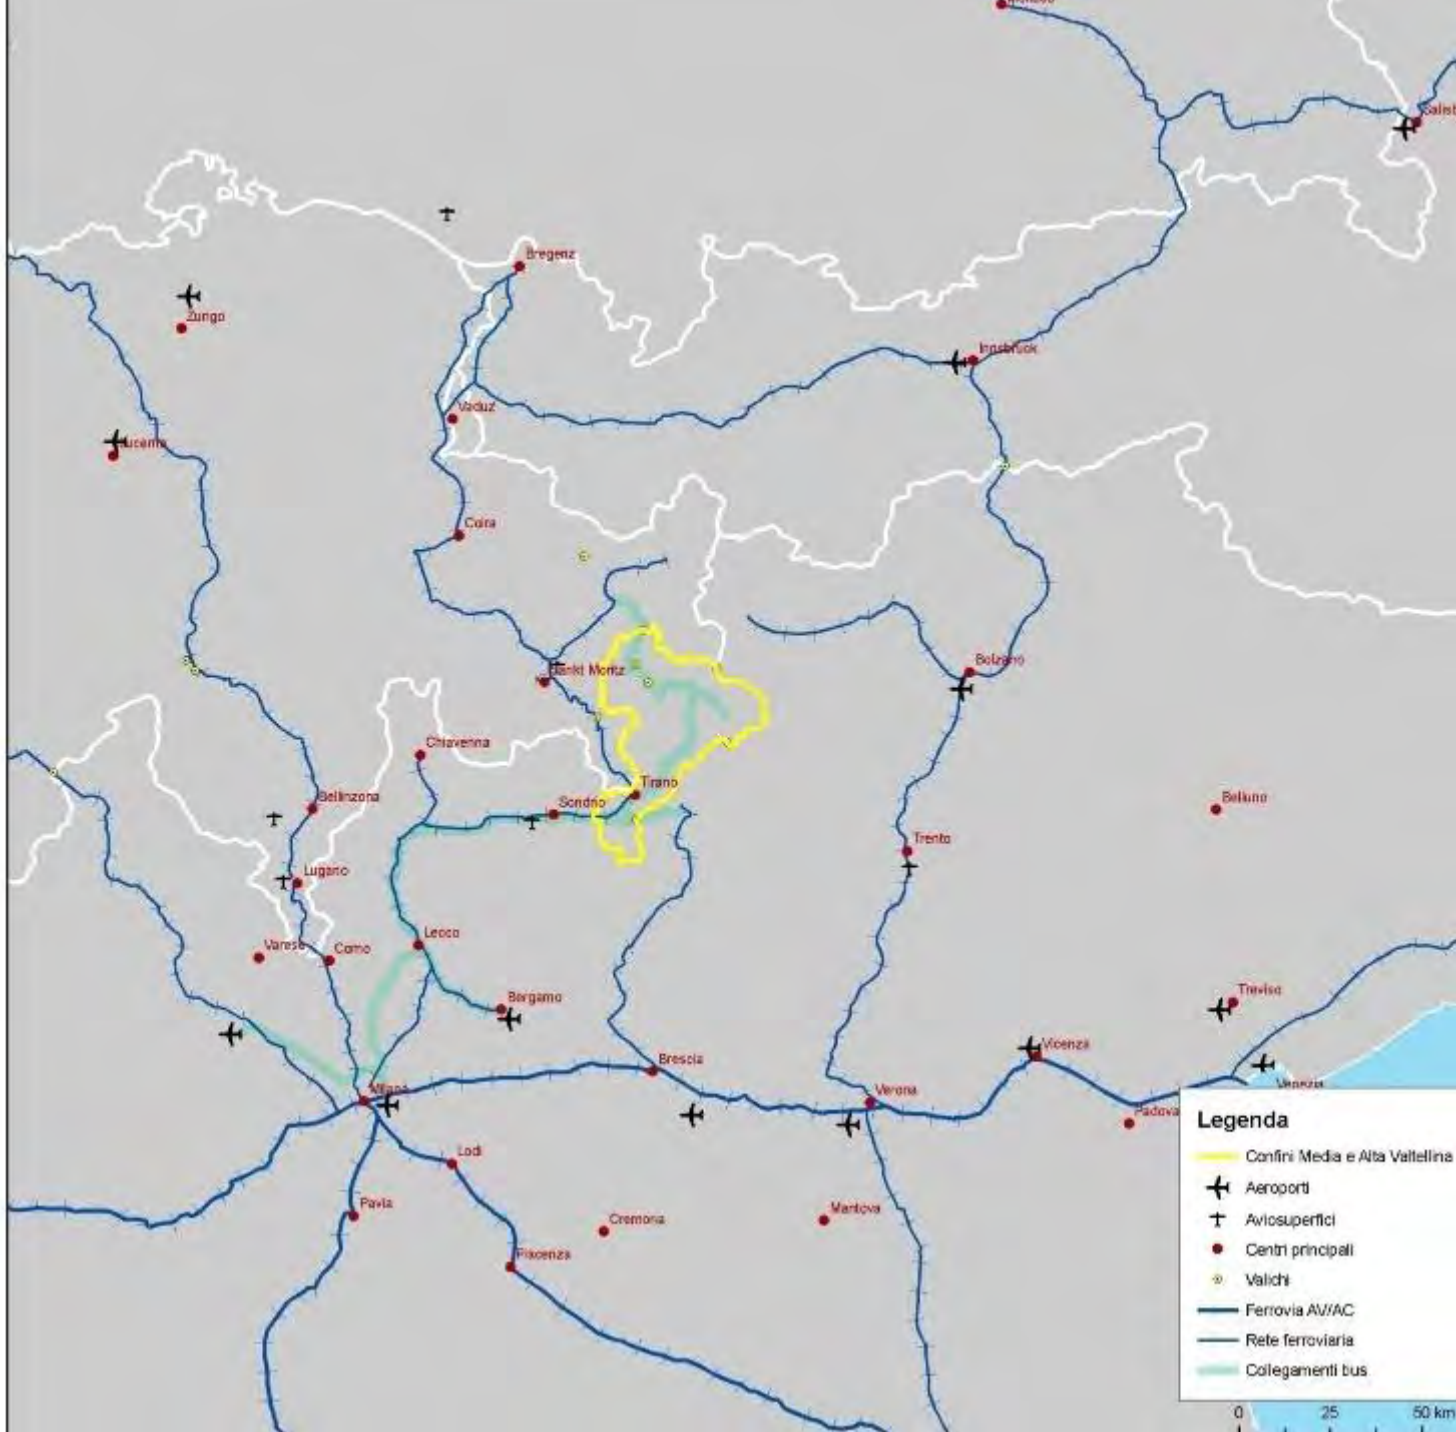 Bregenz
Zurigo
Innsbruck
Vaduz
Coira
Sankt Moritz
Bolzano
Chiavenna
Tirano
Bellinzona
Sondrio
Belluno
Trento
Lugano
Lecco
Varese
Como
Bergamo
Treviso
Vicenza
Brescia
Milano
Verona
Venezia
Padova
Legenda
Confini Media e Alta Valtellina
Lodi
Aeroporti
Pavia
Mantova
Cremona
Aviosuperfici
Centri principali
Piacenza
Valichi
Ferrovia AV/AC
Rete ferroviaria
Collegamenti bus
0 25 50 km